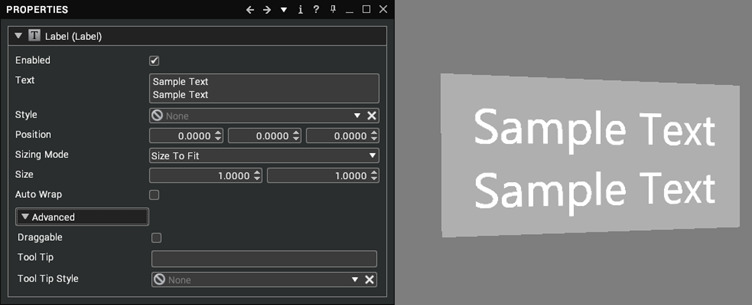 PROPERTIES
Label (Label)
Enabled
Text
Sample Text
Sample Text
Style
None
Position
0.0000 0.0000 0.0000
Sizing Mode
Size To Fit
Size
1.0000 1.0000
Auto Wrap
Advanced
Draggable
Tool Tip
Tool Tip Style
None
Sample Text
Sample Text